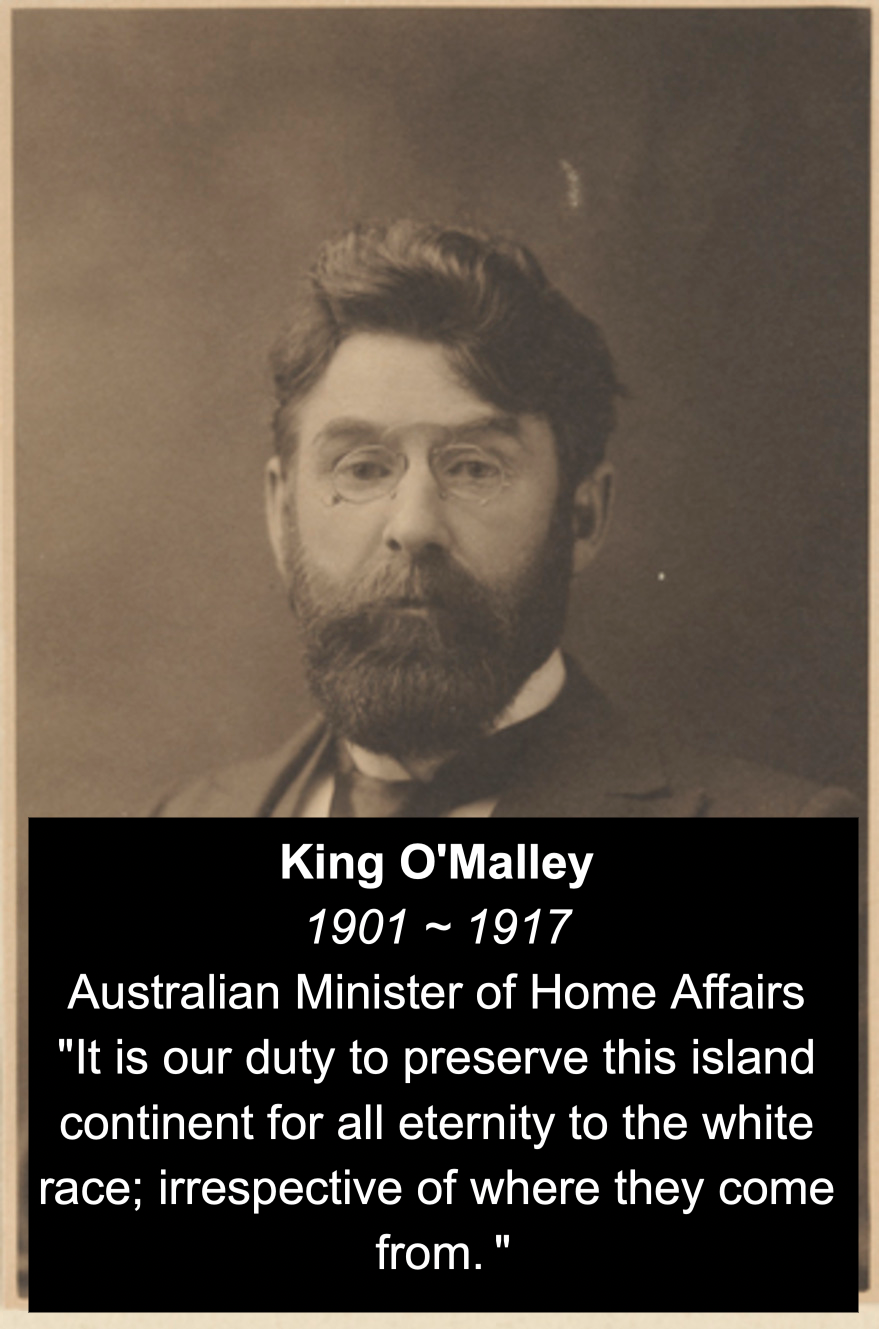 King O'Malley
1901 ~ 1917
Australian Minister of Home Affairs
"It is our duty to preserve this island
continent for all eternity to the white
race; irrespective of where they come
from. "